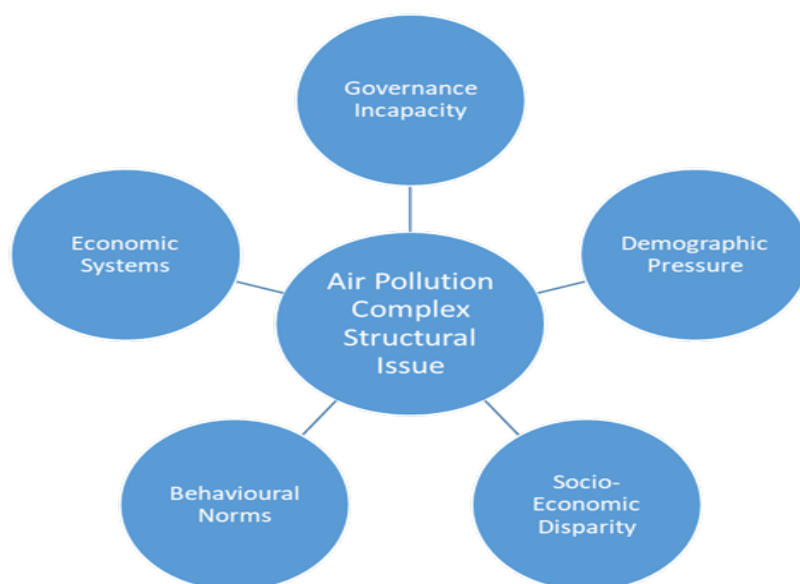 Governance
Incapacity
Economic
Systems
Demographic
Pressure
Air Pollution
Complex
Structural
Issue
Behavioural
Norms
Socio-
Economic
Disparity